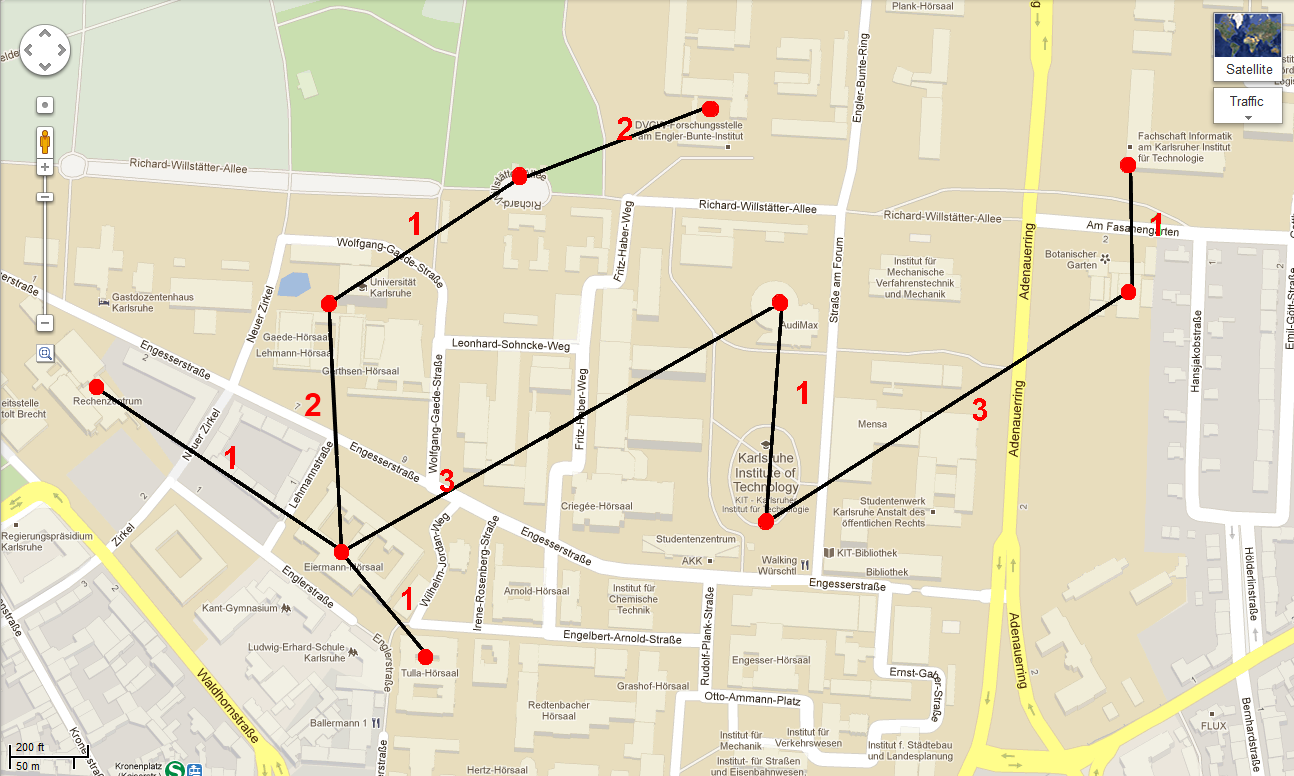 Plank-Hörsaal
Engler-Bunte-Ring
Satellite
Traffic
2
DVGW Forschungsstelle
am Engler-Bunte-Institut
Fachschaft Informatik
am Karlsruher Institut
für Technologie
Richard-Willstätter-Allee
Richard-Willstätter-Allee
Richard-Willstätter-Allee
1
Am Fasanengarten
2
1
Wolfgang-Gaede-Straße
Fritz-Haber-Weg
Straße am Forum
Adenauerring
Botanischer
Garten
Institut für
Mechanische
Verfahrenstechnik
und Mechanik
Universität
Karlsruhe
Gastdozentenhaus
Karlsruhe
Neuer Zirkel
AudiMax
Hansjakobstraße
Emil-Gött-Straße
Gaede-Hörsaal
Lehmann-Hörsaal
Gerthsen-Hörsaal
Engesserstraße
Leonhard-Sohncke-Weg
Rechenzentrum
tolt Brecht
2
1
3
Wolfgang-Gaede-Straße
Fritz-Haber-Weg
Adenauerring
Mensa
Neuer Zirkel
1
Lehmannstraße
Engesserstraße
9
3
Karlsruhe
Institute of
Technology
KIT - Karlsruher
Institut für Technologie
Criegée-Hörsaal
Studentenwerk
Karlsruhe Anstalt des
öffentlichen Rechts
2
Zirkel
Regierungspräsidium
Karlsruhe
Eiermann-Hörsaal
Wilhelm-Jordan-Weg
Irene-Rosenberg-Straße
Engesserstraße
Studentenzentrum
AKK
Walking
Würschtl
KIT-Bibliothek
Bibliothek
Engesserstraße
Hölderlinstraße
Englerstraße
1
Arnold-Hörsaal
Institut für
Chemische
Technik
Kant-Gymnasium
Engelbert-Arnold-Straße
Rudolf-Plank-Straße
Adenauerring
Ludwig-Erhard-Schule
Karlsruhe
Englerstraße
Tulla-Hörsaal
Engesser-Hörsaal
Waldhornstraße
Grashof-Hörsaal
Otto-Ammann-Platz
Bernhardstraße
Redtenbacher
Hörsaal
Ballermann 1
FLUX
Institut für
Mechanik
Institut für
Verkehrswesen
Institut f. Städtebau
und Landesplanung
200 ft
50 m
Kronenplatz
Hertz-Hörsaal
Institut für Straßen
und Eisenbahnwesen,